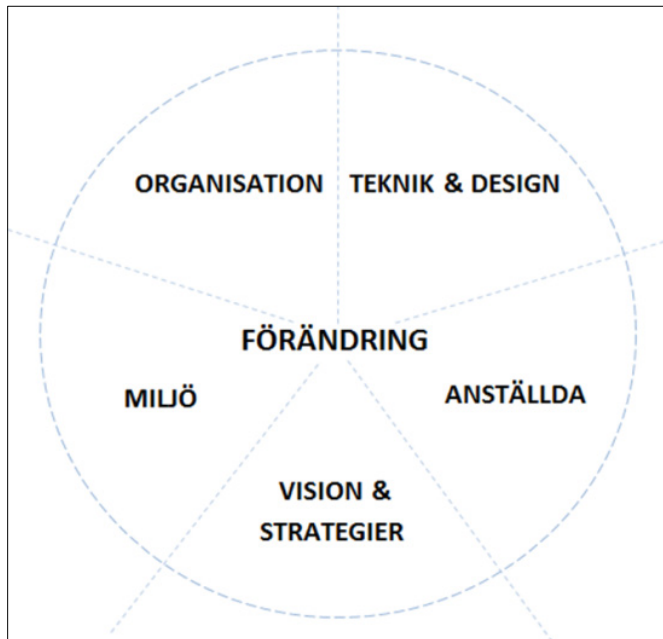 ORGANISATION
TEKNIK & DESIGN
FÖRÄNDRING
MILJÖ
ANSTÄLLDA
VISION &
STRATEGIER